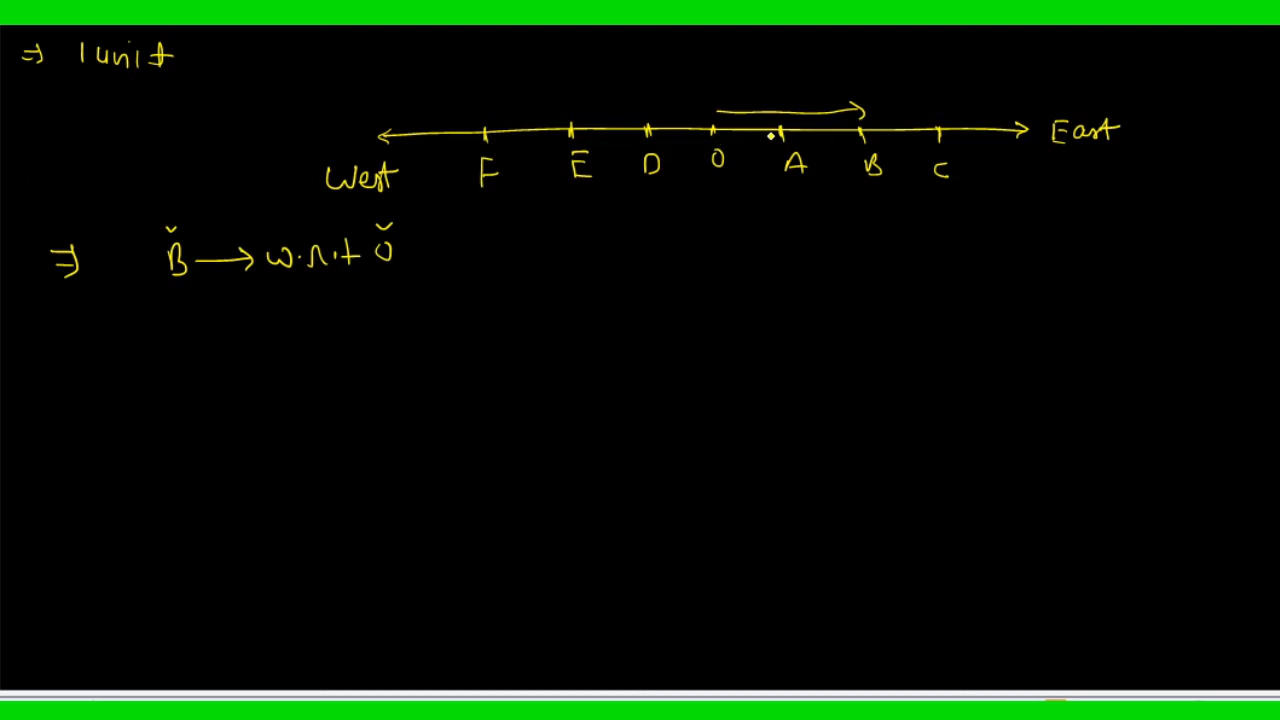 ⇒ 1 unit
East
West F E D O A B C
⇒ B → w.r.t O